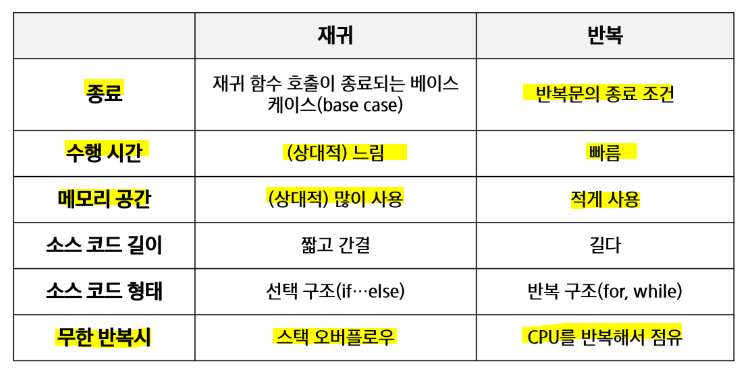 재귀 반복
종료 재귀 함수 호출이 종료되는 베이스 케이스(base case) 반복문의 종료 조건
수행 시간 (상대적) 느림 빠름
메모리 공간 (상대적) 많이 사용 적게 사용
소스 코드 길이 짧고 간결 길다
소스 코드 형태 선택 구조(if…else) 반복 구조(for, while)
무한 반복시 스택 오버플로우 CPU를 반복해서 점유